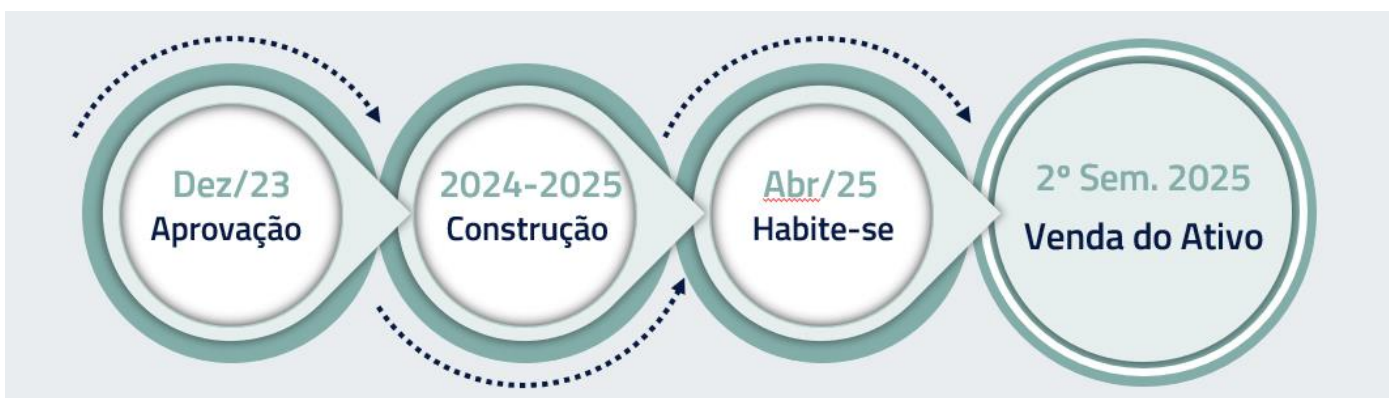 Dez/23
Aprovação
2024-2025
Construção
Abr/25
Habite-se
2º Sem. 2025
Venda do Ativo